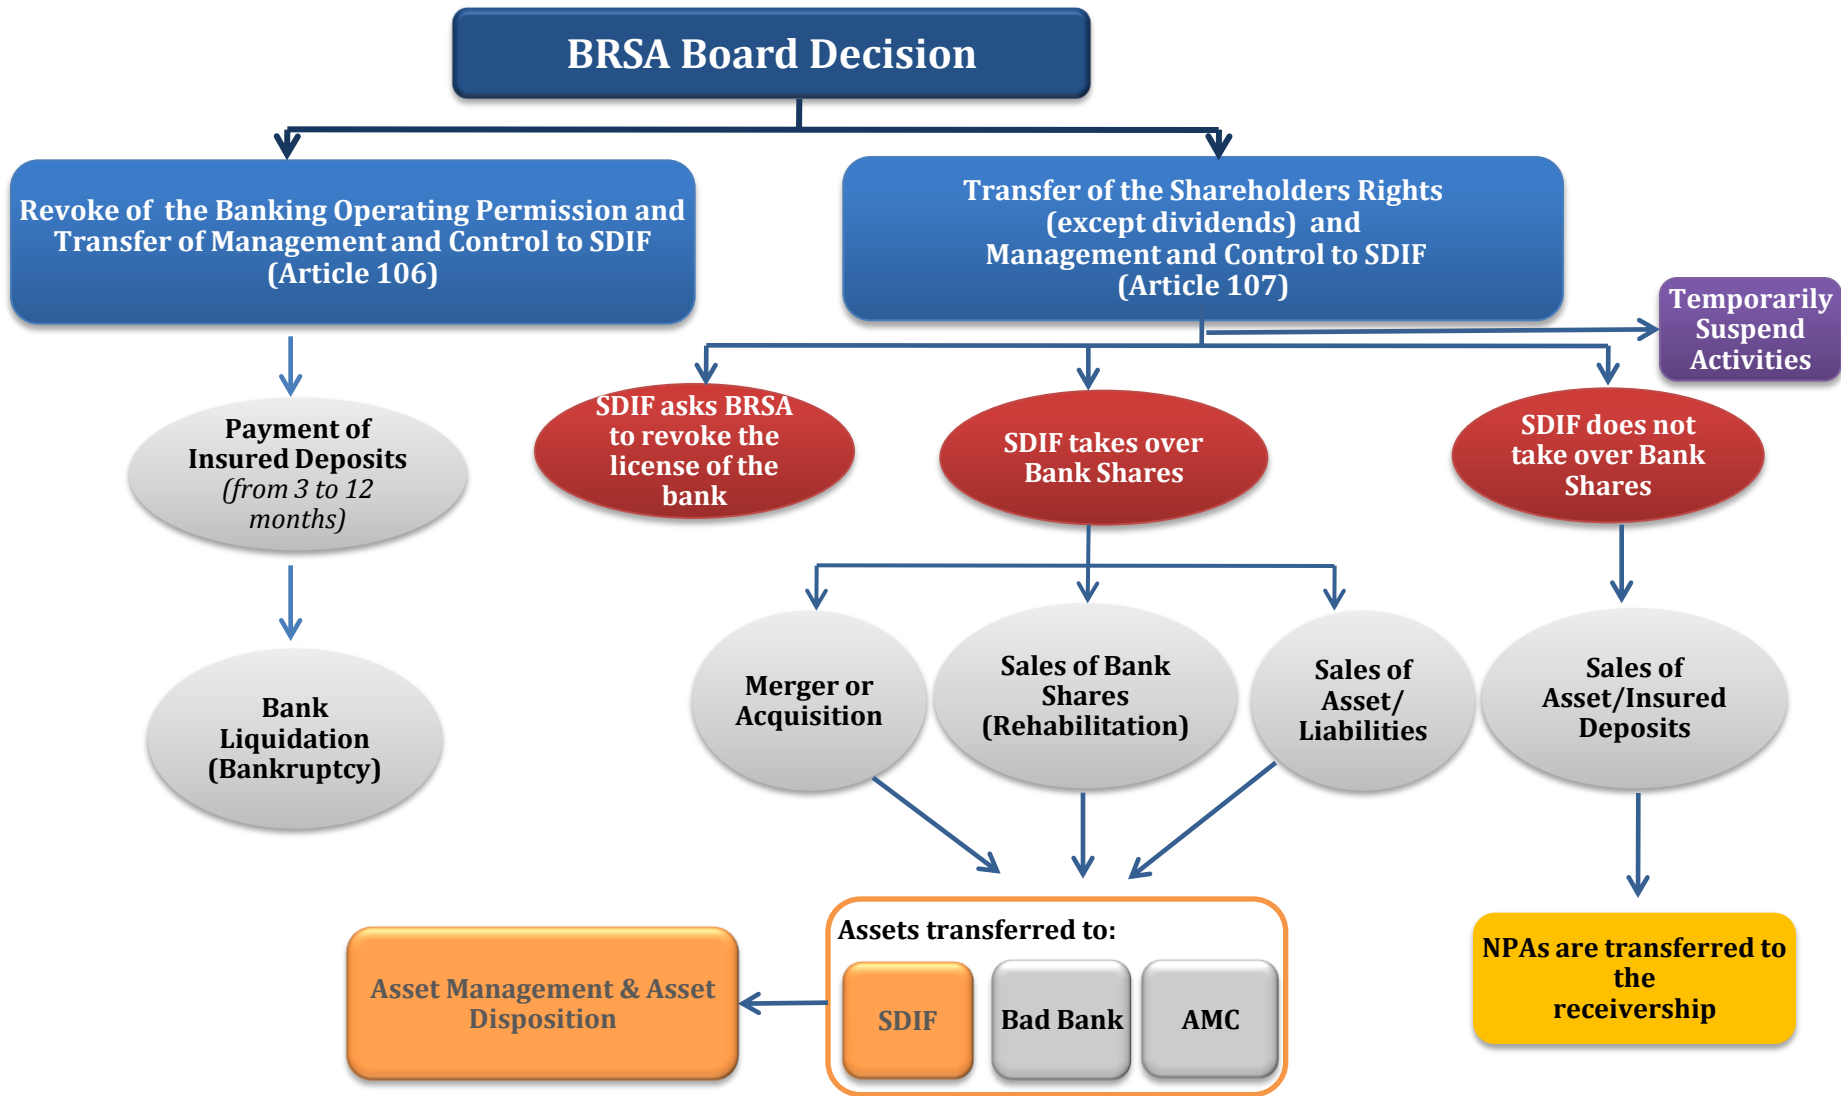 BRSA Board Decision
Revoke of the Banking Operating Permission and
Transfer of Management and Control to SDIF
(Article 106)
Transfer of the Shareholders Rights
(except dividends) and
Management and Control to SDIF
(Article 107)
Temporarily
Suspend
Activities
Payment of
Insured Deposits
(from 3 to 12
months)
SDIF asks BRSA
to revoke the
license of the
bank
SDIF takes over
Bank Shares
SDIF does not
take over Bank
Shares
Bank
Liquidation
(Bankruptcy)
Merger or
Acquisition
Sales of Bank
Shares
(Rehabilitation)
Sales of
Asset/
Liabilities
Sales of
Asset/Insured
Deposits
Asset Management & Asset
Disposition
Assets transferred to:
SDIF
Bad Bank
AMC
NPAs are transferred to
the
receivership